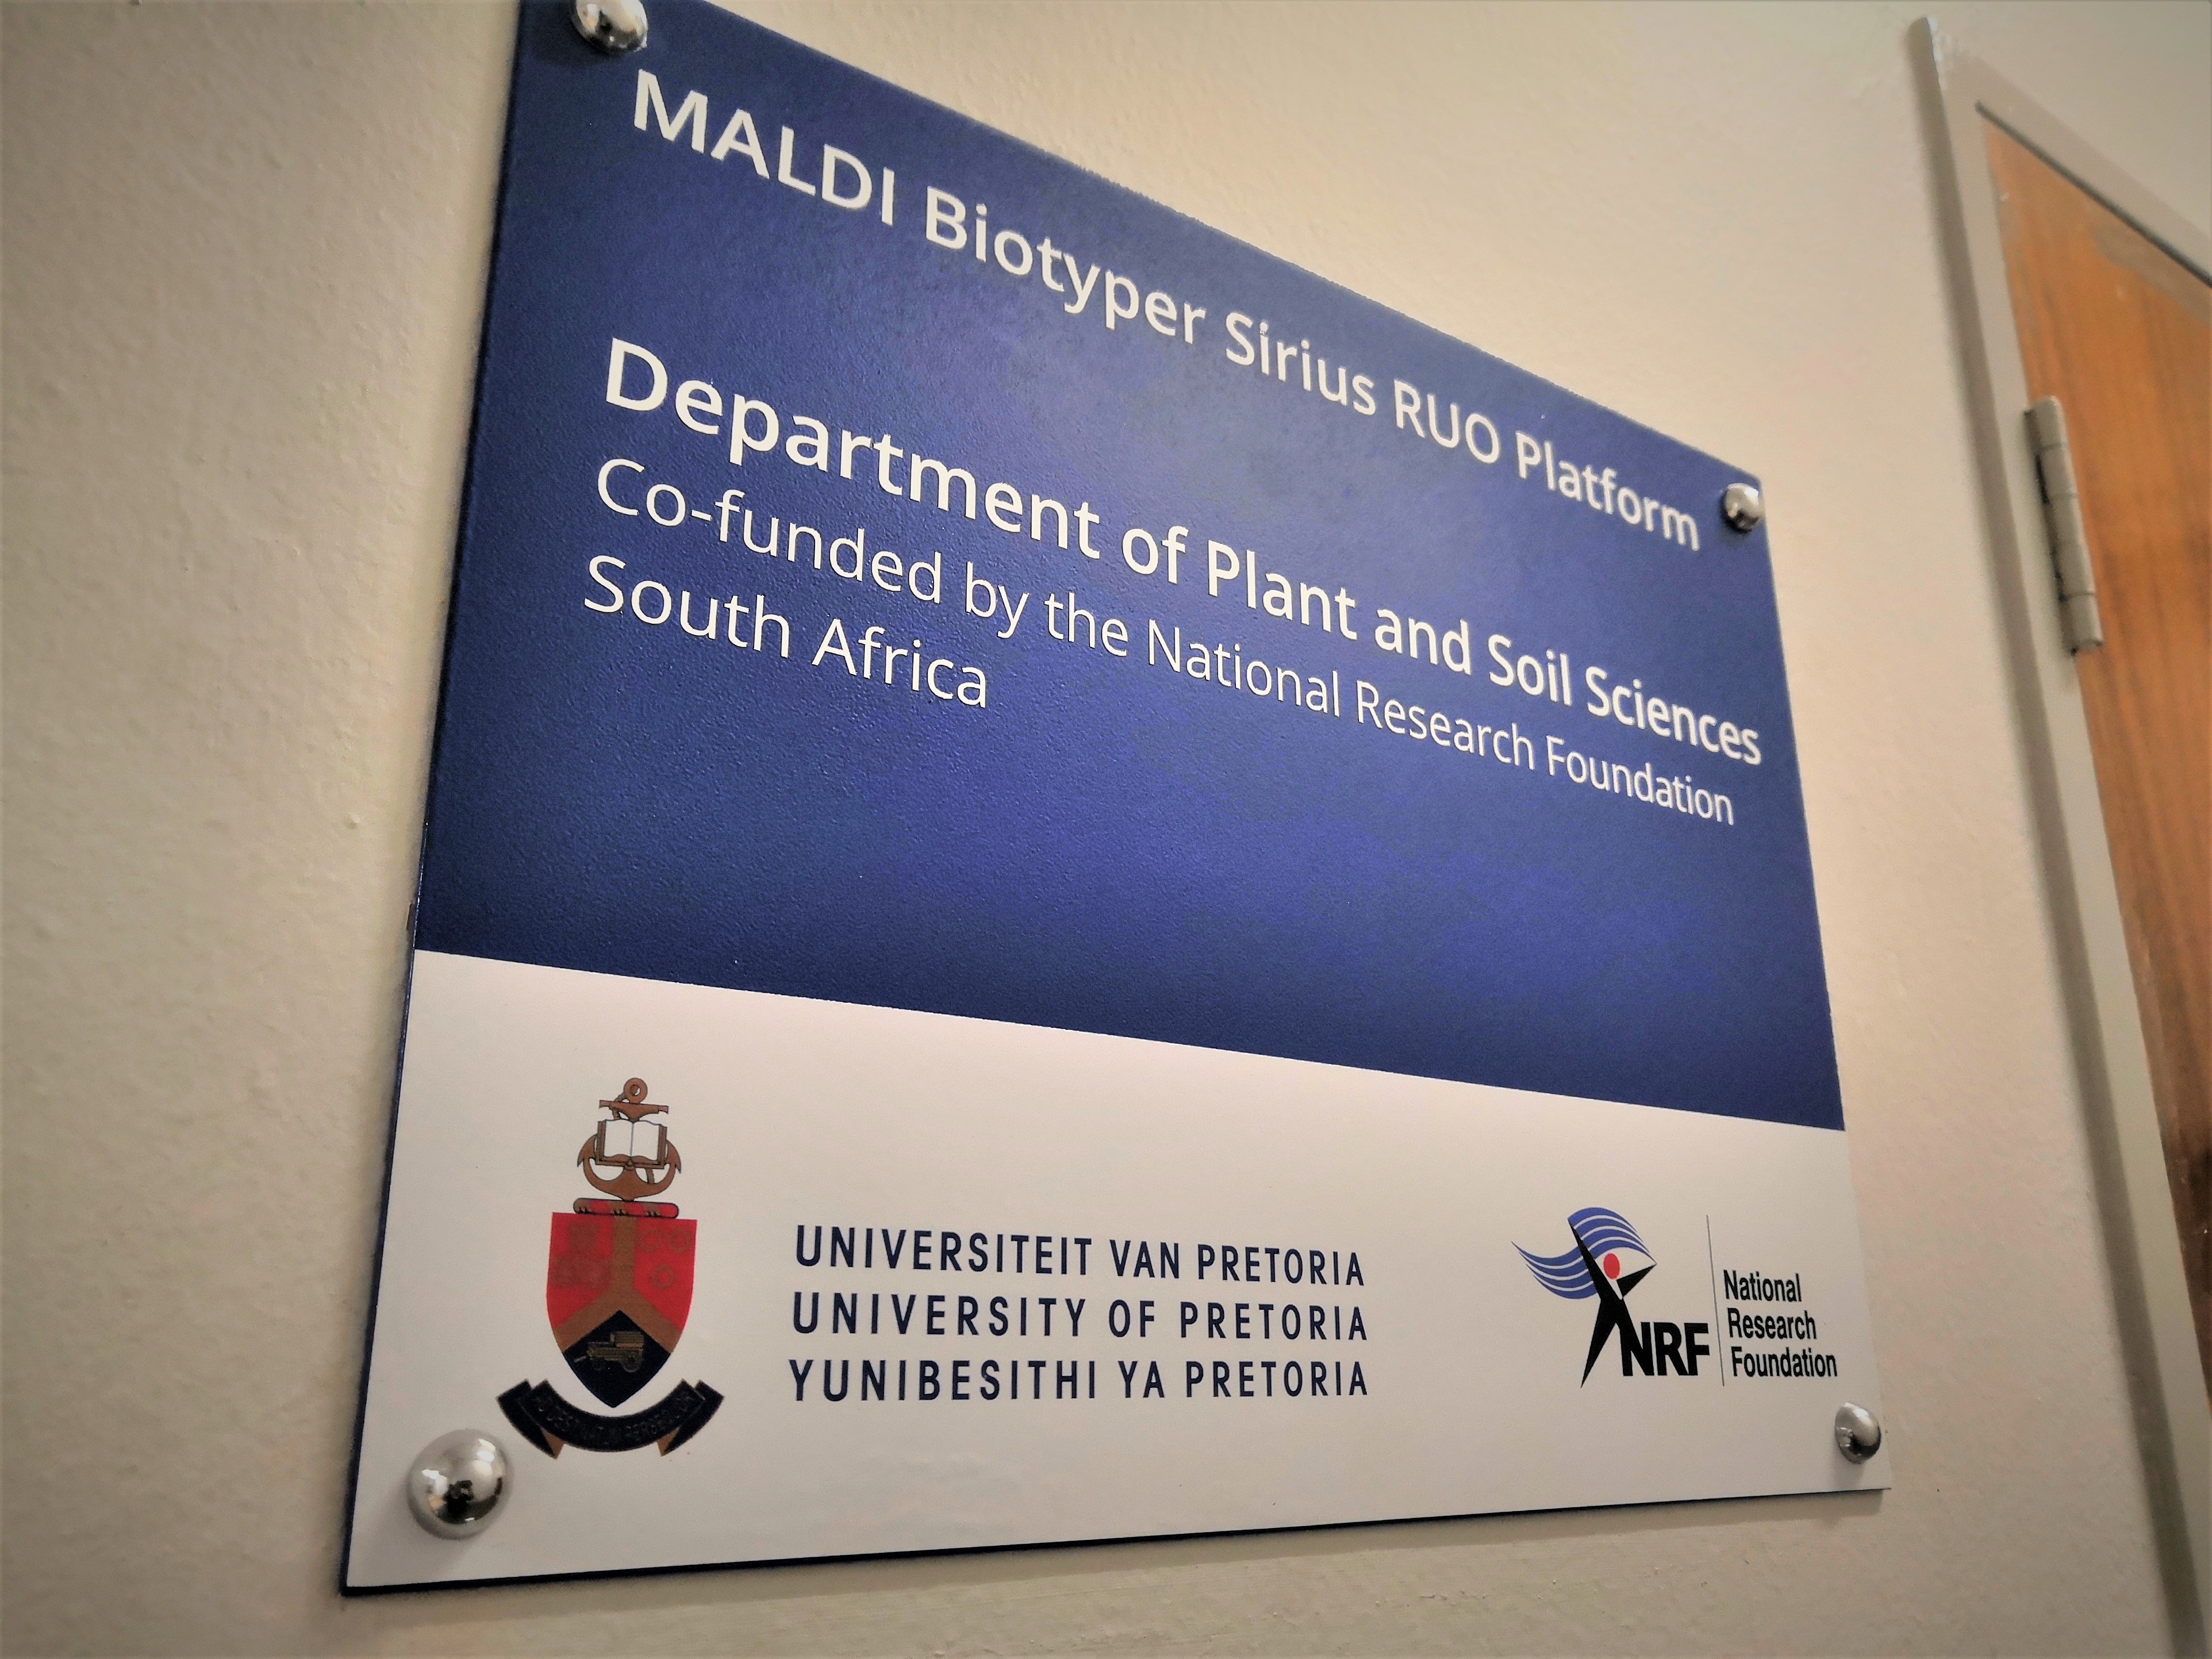 MALDI Biotyper Sirius RUO Platform
Department of Plant and Soil Sciences
Co-funded by the National Research Foundation
South Africa
UNIVERSITEIT VAN PRETORIA
UNIVERSITY OF PRETORIA
YUNIBESITHI YA PRETORIA
NRF
National
Research
Foundation